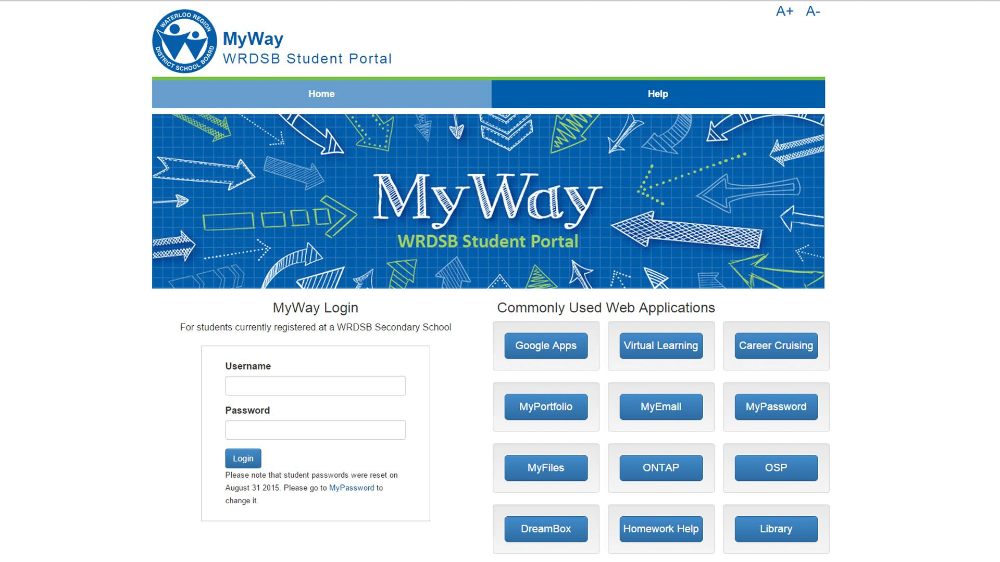 A+ A-
WATERLOO REGION
DISTRICT SCHOOL BOARD
MyWay
WRDSB Student Portal
Home
Help
MyWay
WRDSB Student Portal
MyWay Login
For students currently registered at a WRDSB Secondary School
Username
Password
Login
Please note that student passwords were reset on
August 31 2015. Please go to MyPassword to
change it.
Commonly Used Web Applications
Google Apps
Virtual Learning
Career Cruising
MyPortfolio
MyEmail
MyPassword
MyFiles
ONTAP
OSP
DreamBox
Homework Help
Library